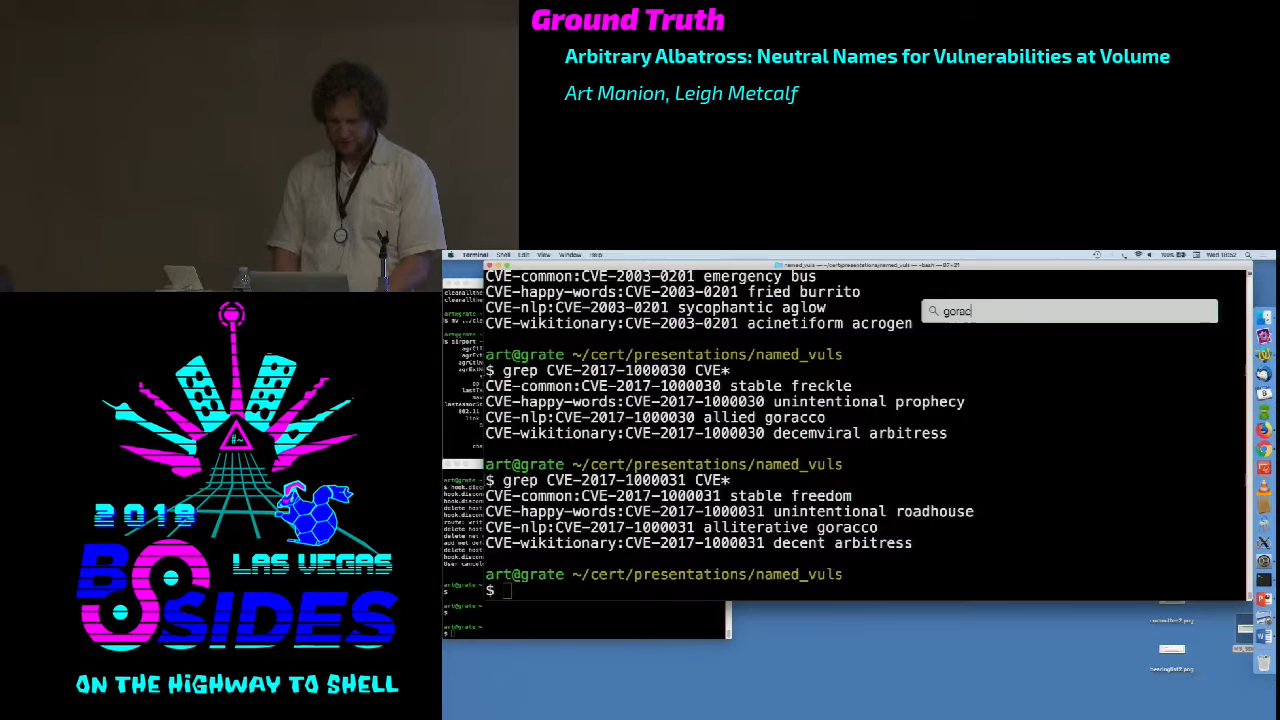 Ground Truth
Arbitrary Albatross: Neutral Names for Vulnerabilities at Volume
Art Manion, Leigh Metcalf
Terminal Shell Edit View Window Help
CVE-common:CVE-2003-0201 emergency bus
CVE-happy-words:CVE-2003-0201 fried burrito
CVE-nlp:CVE-2003-0201 sycophantic aglow
CVE-wikitionary:CVE-2003-0201 acinetiform acrogen
gorac
art@grate ~/cert/presentations/named_vuls
$ grep CVE-2017-1000030 CVE*
CVE-common:CVE-2017-1000030 stable freckle
CVE-happy-words:CVE-2017-1000030 unintentional prophecy
CVE-nlp:CVE-2017-1000030 allied goracco
CVE-wikitionary:CVE-2017-1000030 decemviral arbitress
art@grate ~/cert/presentations/named_vuls
$ grep CVE-2017-1000031 CVE*
CVE-common:CVE-2017-1000031 stable freedom
CVE-happy-words:CVE-2017-1000031 unintentional roadhouse
CVE-nlp:CVE-2017-1000031 alliterative goracco
CVE-wikitionary:CVE-2017-1000031 decent arbitress
art@grate ~/cert/presentations/named_vuls
$
#~
2018
BSIDES
LAS VEGAS
ON THE HIGHWAY TO SHELL